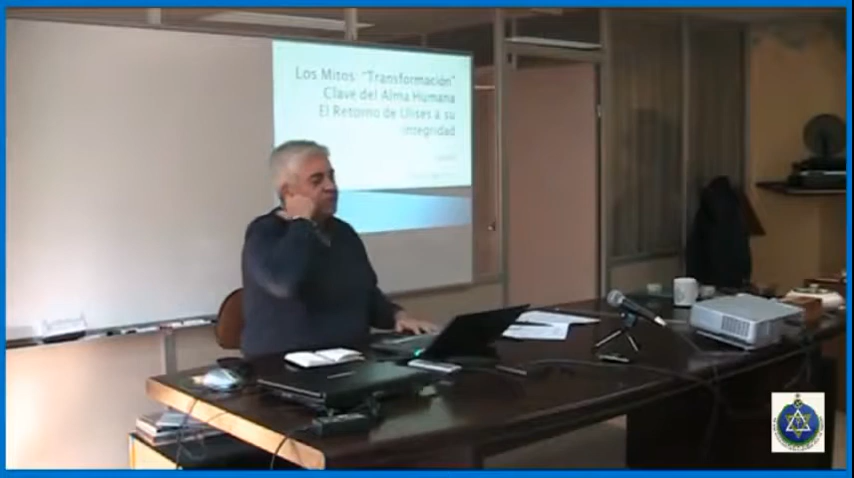 Los Mitos: "Transformación"
Clave del Alma Humana
El Retorno de Ulises a su
integridad